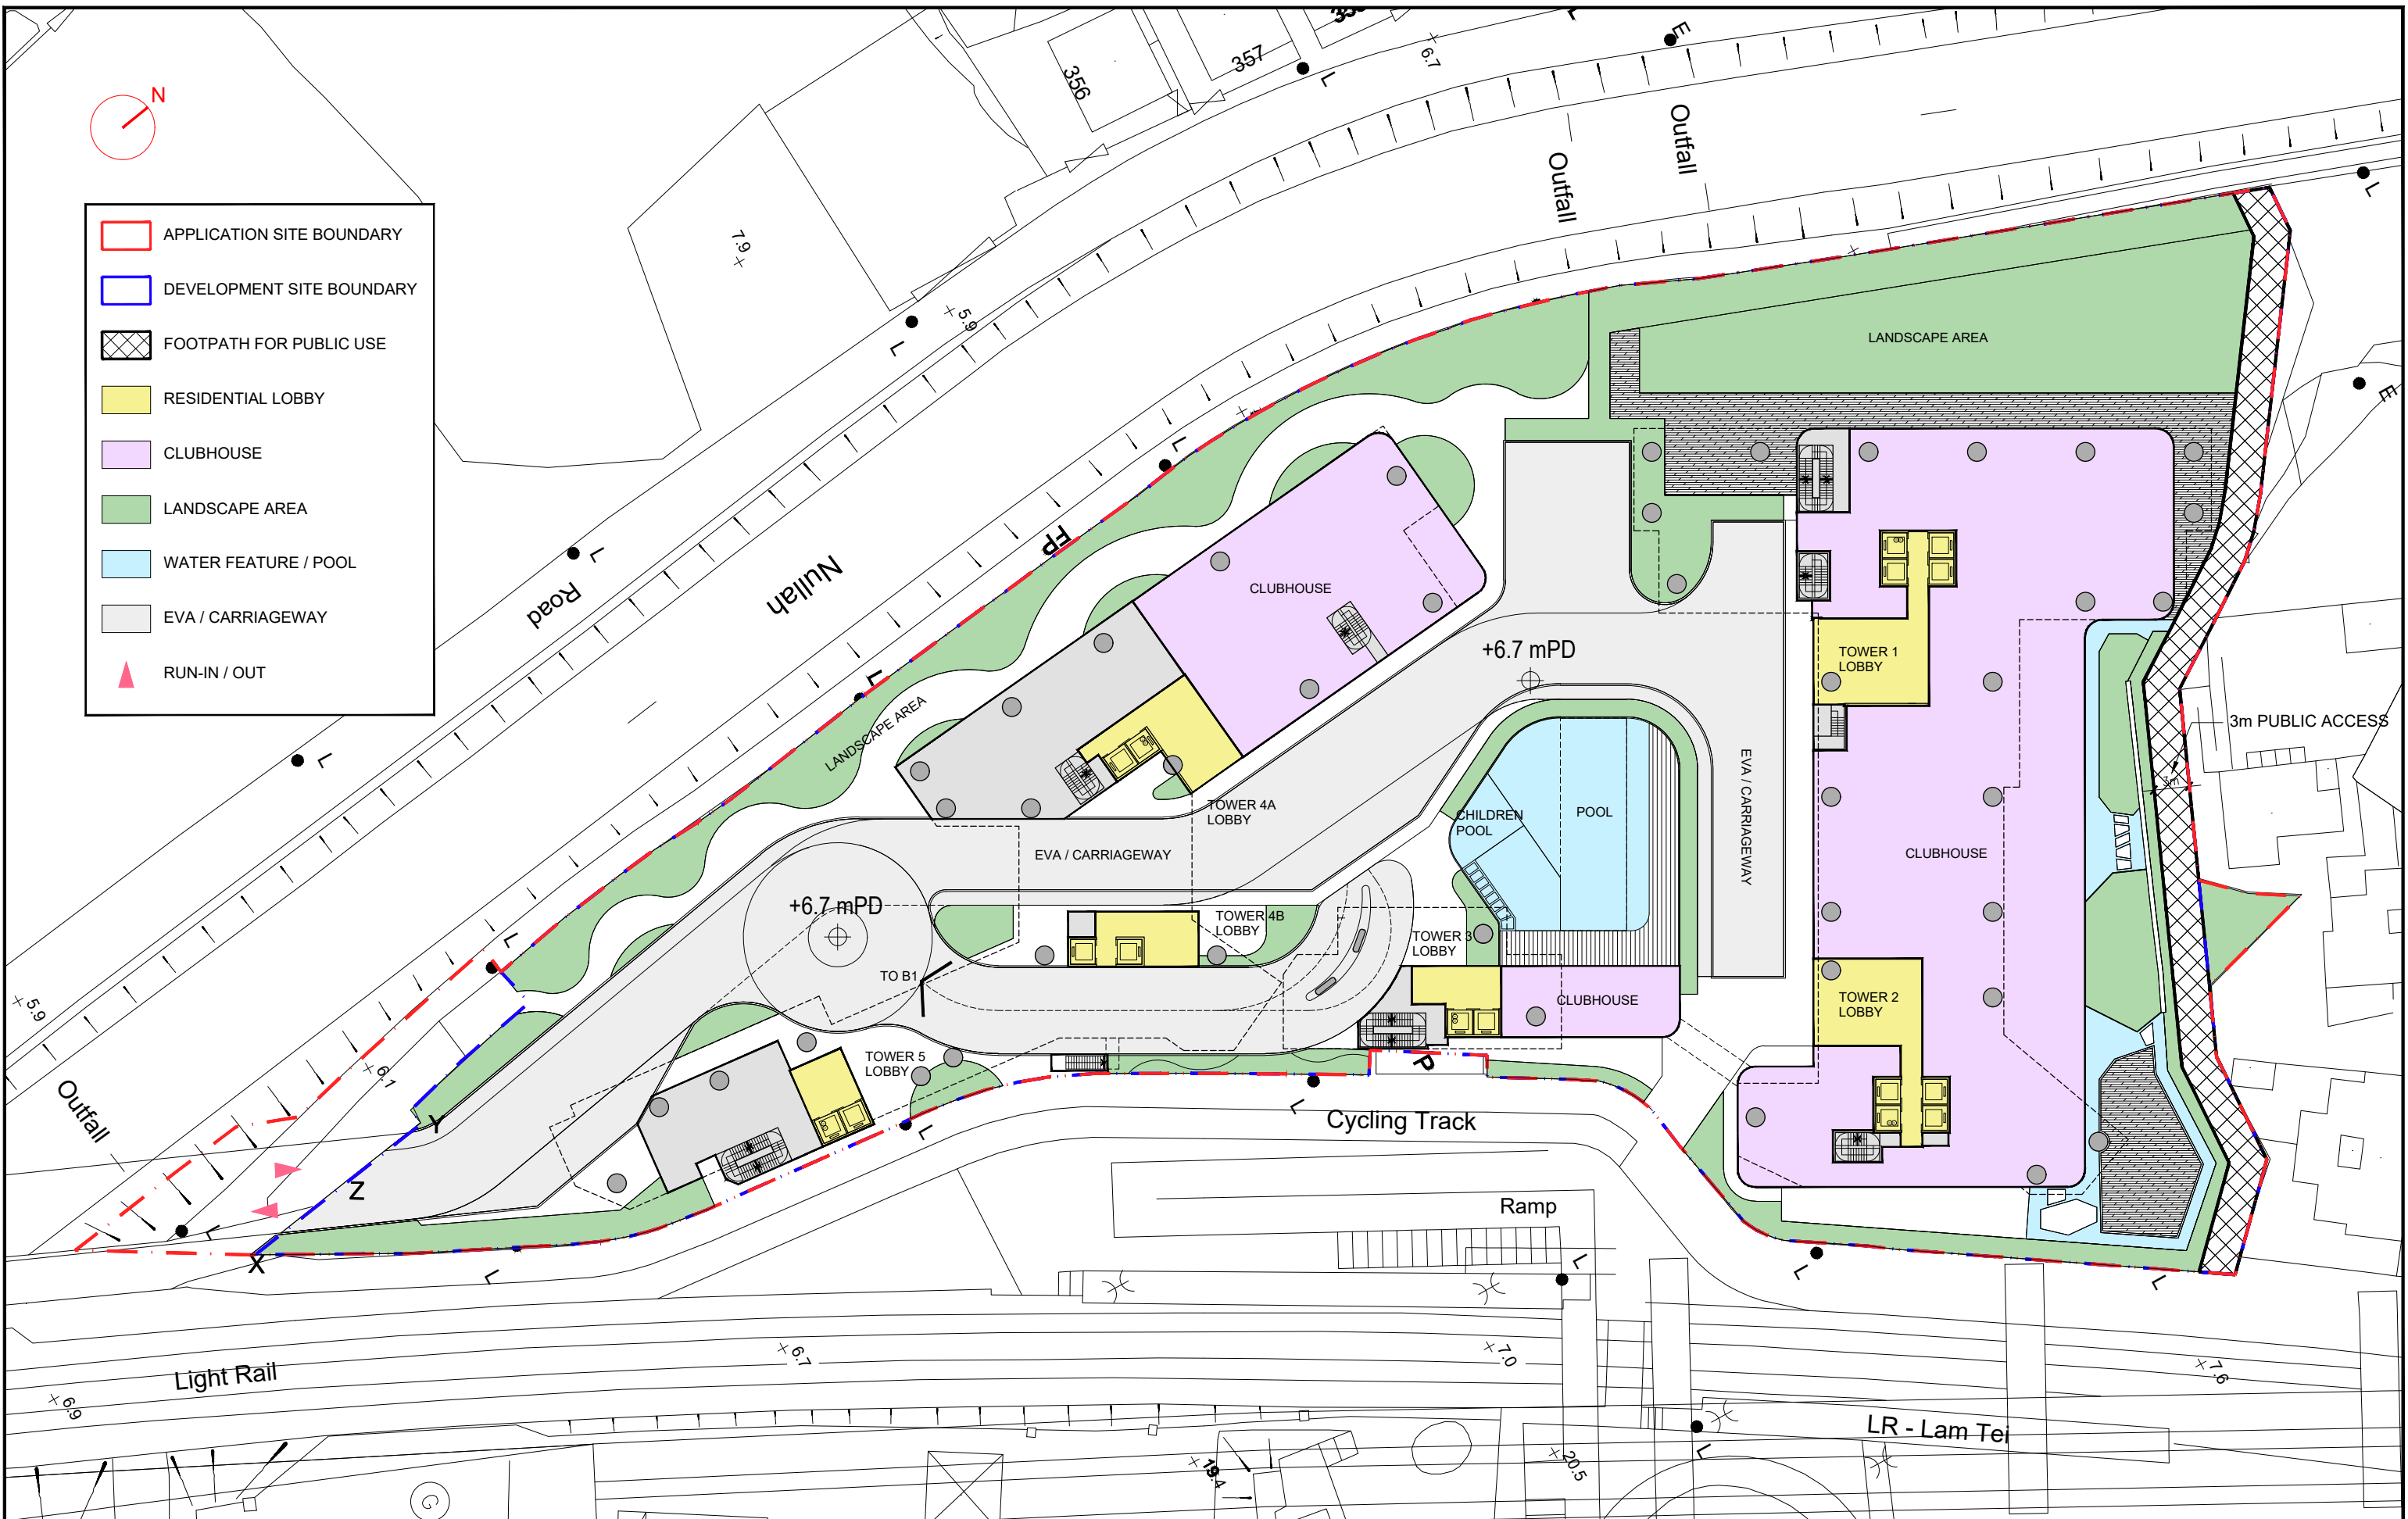 N
APPLICATION SITE BOUNDARY
DEVELOPMENT SITE BOUNDARY
FOOTPATH FOR PUBLIC USE
RESIDENTIAL LOBBY
CLUBHOUSE
LANDSCAPE AREA
WATER FEATURE / POOL
EVA / CARRIAGEWAY
RUN-IN / OUT
356
357
6.7
E
L
L
Outfall
Outfall
L
7.9
5.9
L
E
L
LANDSCAPE AREA
FP
Nullah
Road
L
L
L
CLUBHOUSE
+6.7 mPD
TOWER 1
LOBBY
3m PUBLIC ACCESS
3m
LANDSCAPE AREA
EVA / CARRIAGEWAY
TOWER 4A
LOBBY
CHILDREN
POOL
POOL
EVA / CARRIAGEWAY
CLUBHOUSE
+6.7 mPD
TOWER 4B
LOBBY
TOWER 3
LOBBY
L
TO B1
CLUBHOUSE
TOWER 2
LOBBY
5.9
6.1
TOWER 5
LOBBY
P
Outfall
Y
L
L
Cycling Track
Z
L
X
L
Ramp
L
L
L
Light Rail
6.7
7.0
7.6
6.9
LR - Lam Tei
L
19.4
20.5
G